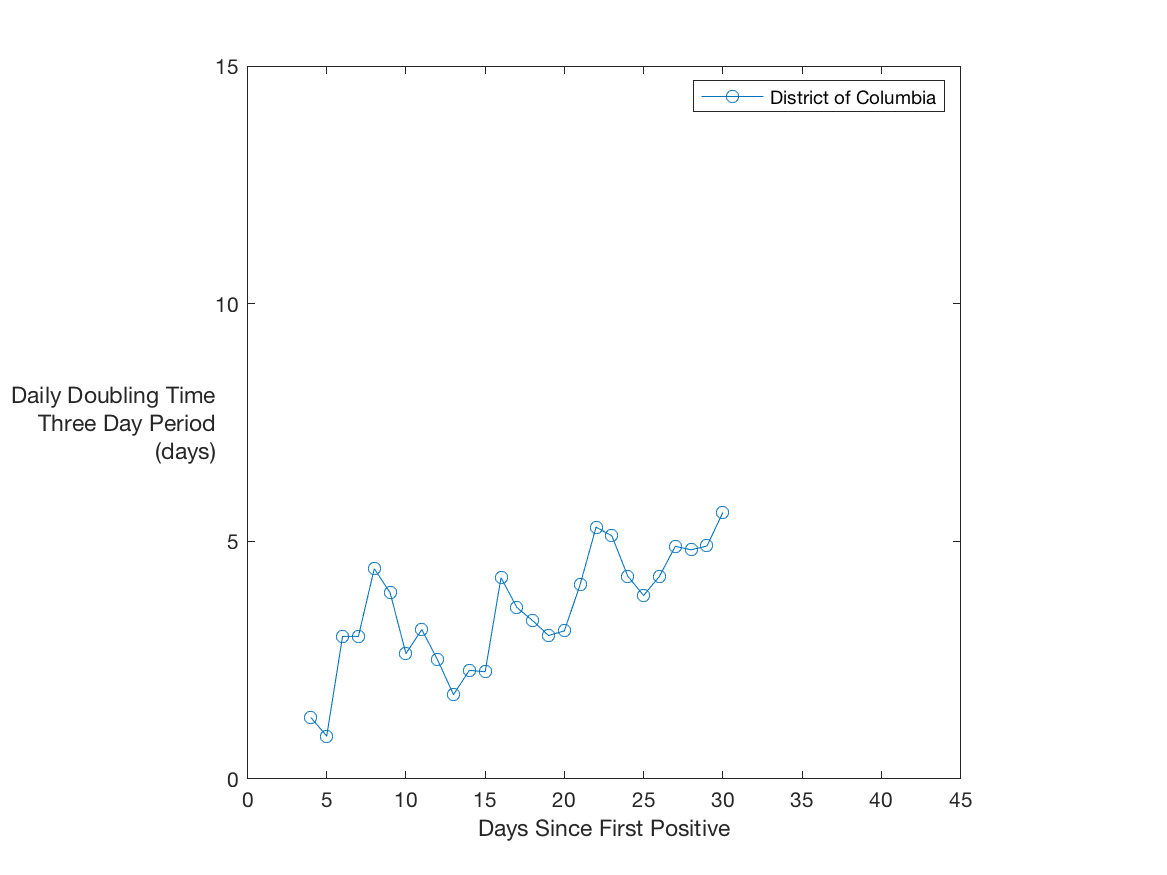 15
District of Columbia
10
Daily Doubling Time
Three Day Period
(days)
5
0
0 5 10 15 20 25 30 35 40 45
Days Since First Positive